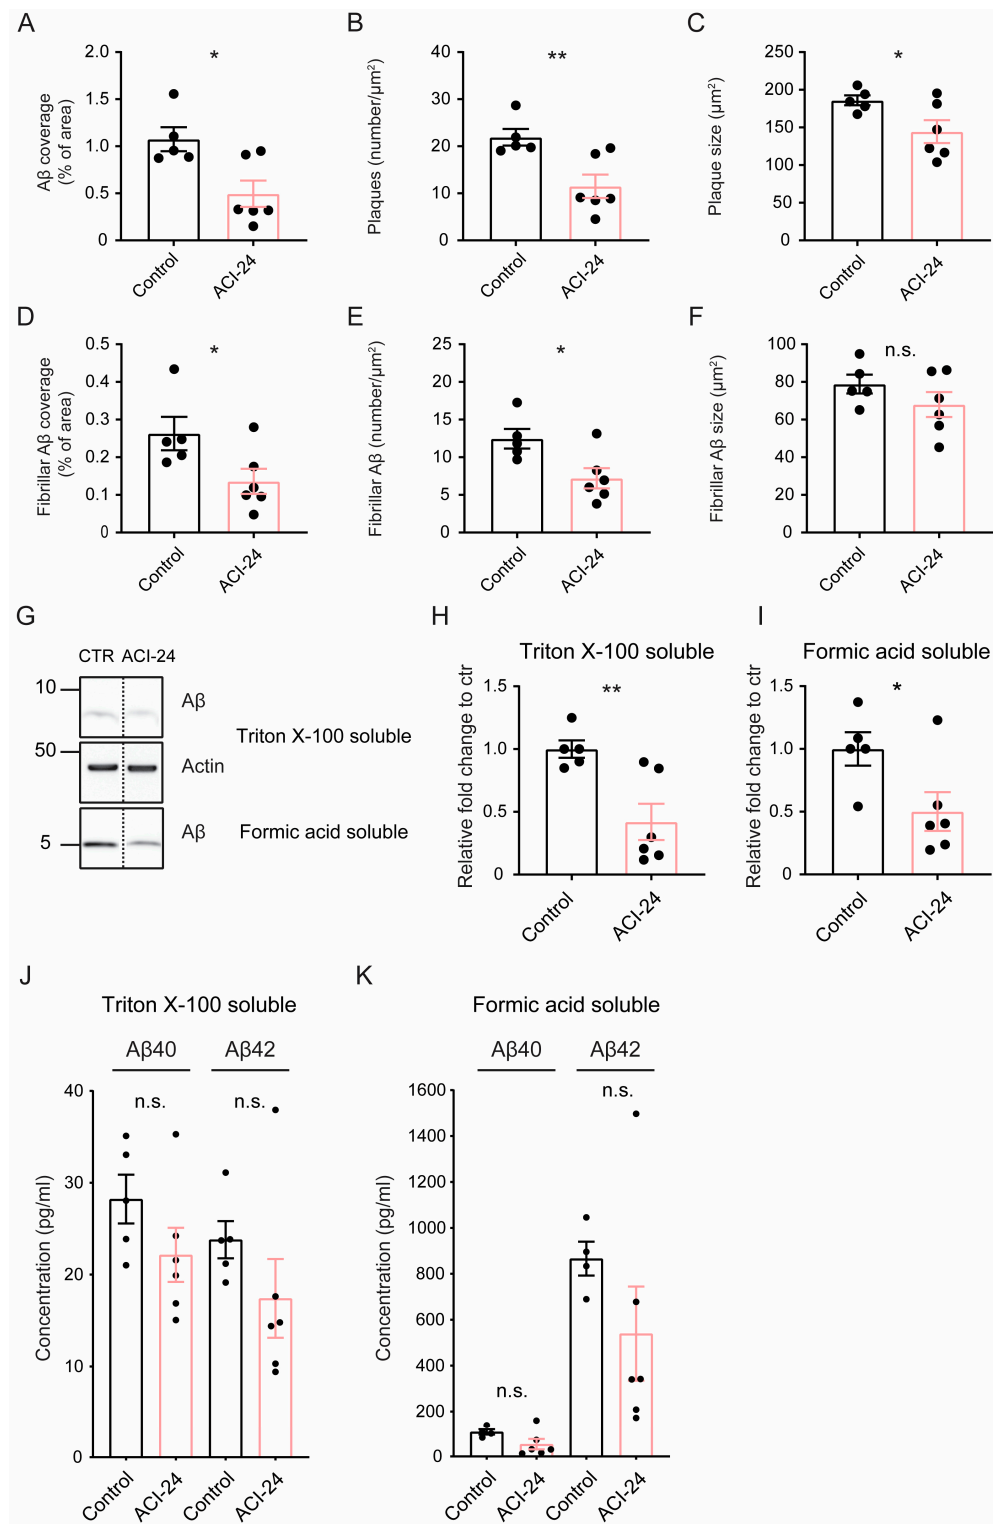 A
Aβ coverage
(% of area)
2.0
1.5
1.0
0.5
0
*
Control
ACI-24
B
Plaques (number/µm²)
40
30
20
10
0
**
Control
ACI-24
C
Plaque size (µm²)
250
200
150
100
50
0
*
Control
ACI-24
D
Fibrillar Aβ coverage
(% of area)
0.5
0.4
0.3
0.2
0.1
0
*
Control
ACI-24
E
Fibrillar Aβ (number/µm²)
25
20
15
10
5
0
*
Control
ACI-24
F
Fibrillar Aβ size (µm²)
100
80
60
40
20
0
n.s.
Control
ACI-24
G
CTR ACI-24
10
Aβ
Triton X-100 soluble
50
Actin
5
Aβ
Formic acid soluble
H
Triton X-100 soluble
Relative fold change to ctr
1.5
1.0
0.5
0
**
Control
ACI-24
I
Formic acid soluble
Relative fold change to ctr
1.5
1.0
0.5
0
*
Control
ACI-24
J
Triton X-100 soluble
Aβ40
Aβ42
Concentration (pg/ml)
40
30
20
10
0
n.s.
n.s.
Control
ACI-24
Control
ACI-24
K
Formic acid soluble
Aβ40
Aβ42
Concentration (pg/ml)
1600
1400
1200
1000
800
600
400
200
0
n.s.
n.s.
Control
ACI-24
Control
ACI-24